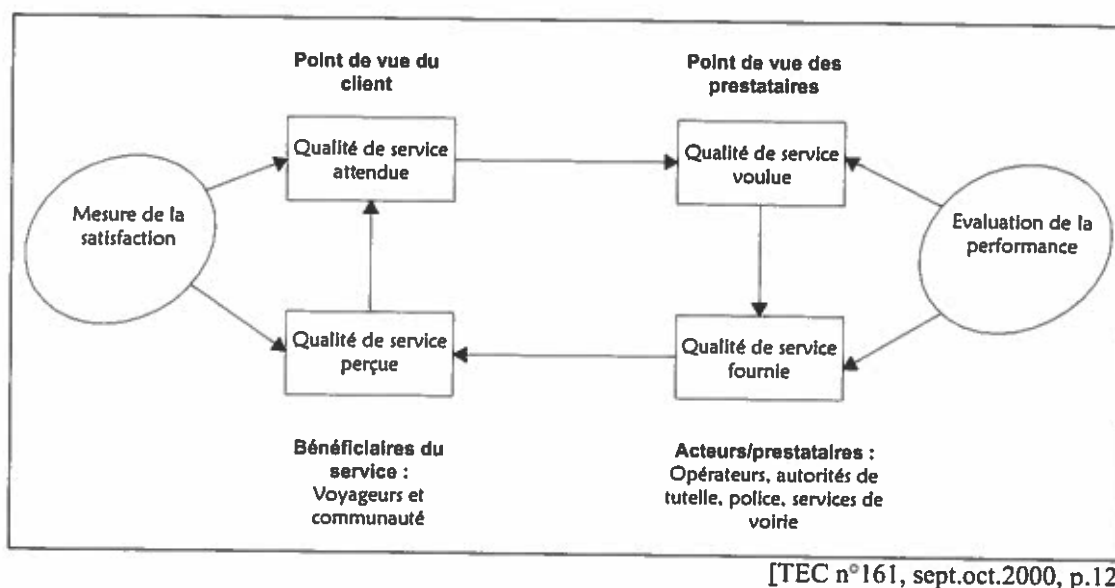 Point de vue du
client
Point de vue des
prestataires
Qualité de service
attendue
Qualité de service
voulue
Mesure de la
satisfaction
Evaluation de la
performance
Qualité de service
perçue
Qualité de service
fournie
Bénéficiaires du
service :
Voyageurs et
communauté
Acteurs/prestataires :
Opérateurs, autorités de
tutelle, police, services de
voirie
[TEC n°161, sept.oct.2000, p.12